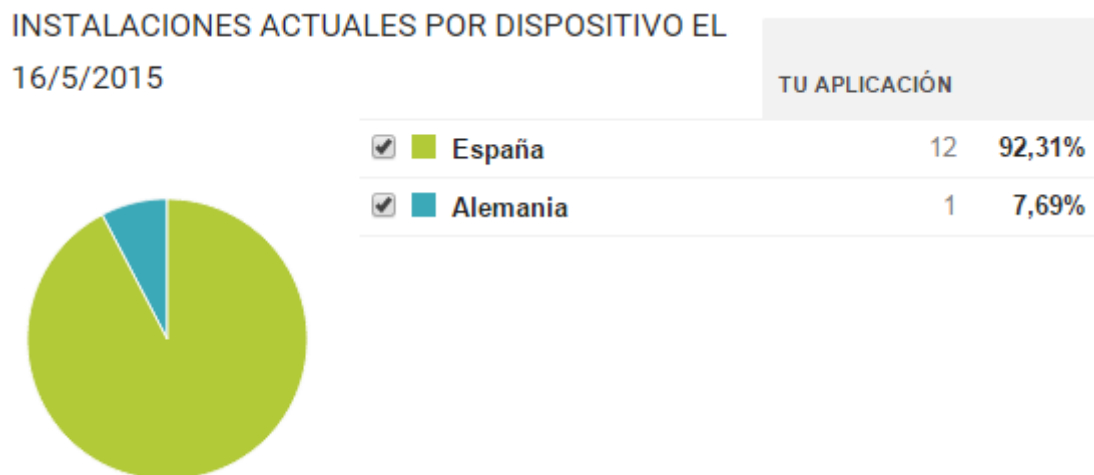 INSTALACIONES ACTUALES POR DISPOSITIVO EL
16/5/2015
TU APLICACIÓN
España 12 92,31%
Alemania 1 7,69%